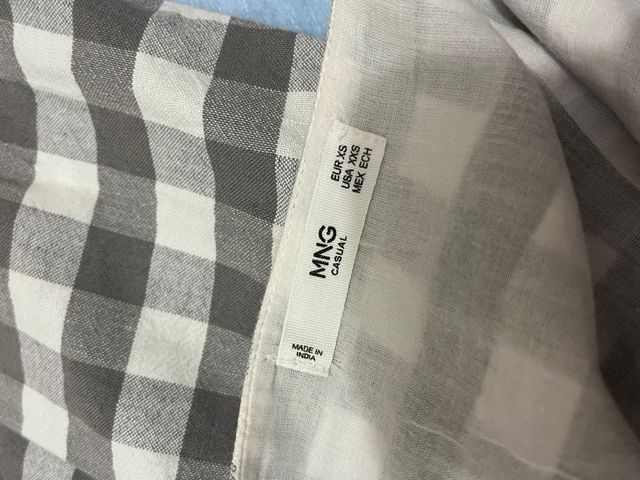 EUR XS
USA XXS
MEX ECH
MNG
CASUAL
MADE IN
INDIA